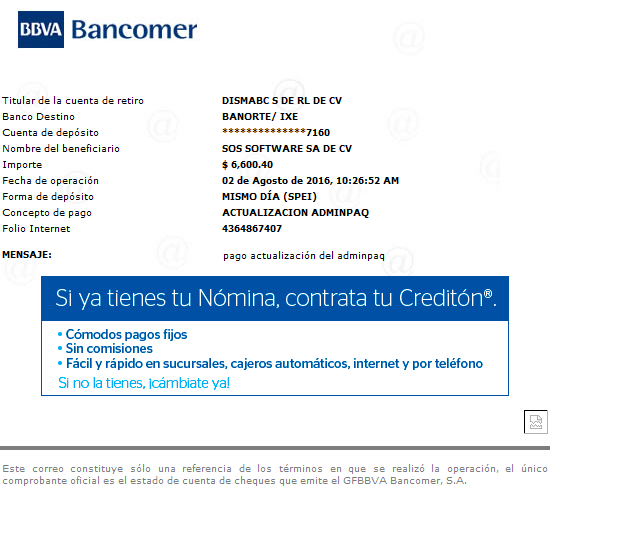 BBVA Bancomer
Titular de la cuenta de retiro DISMABC S DE RL DE CV
Banco Destino BANORTE/ IXE
Cuenta de depósito **************7160
Nombre del beneficiario SOS SOFTWARE SA DE CV
Importe $ 6,600.40
Fecha de operación 02 de Agosto de 2016, 10:26:52 AM
Forma de depósito MISMO DÍA (SPEI)
Concepto de pago ACTUALIZACION ADMINPAQ
Folio Internet 4364867407
MENSAJE: pago actualización del adminpaq
Si ya tienes tu Nómina, contrata tu Creditón®.
• Cómodos pagos fijos
• Sin comisiones
• Fácil y rápido en sucursales, cajeros automáticos, internet y por teléfono
Si no la tienes, ¡cámbiate ya!
Este correo constituye sólo una referencia de los términos en que se realizó la operación, el único
comprobante oficial es el estado de cuenta de cheques que emite el GFBBVA Bancomer, S.A.